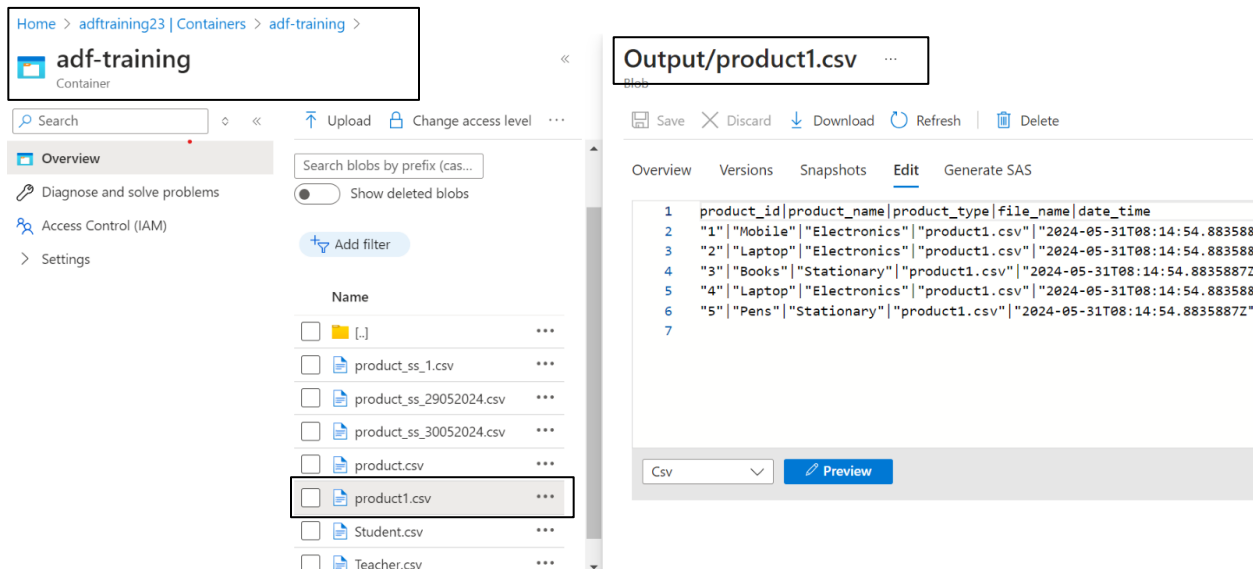 Home > adftraining23 | Containers > adf-training >
adf-training
Container
Search
Overview
Diagnose and solve problems
Access Control (IAM)
Settings
Upload Change access level ...
Search blobs by prefix (cas...
Show deleted blobs
Add filter
Name
[..]
product_ss_1.csv
product_ss_29052024.csv
product_ss_30052024.csv
product.csv
product1.csv
Student.csv
Teacher.csv
Output/product1.csv ...
Blob
Save Discard Download Refresh Delete
Overview Versions Snapshots Edit Generate SAS
1 product_id|product_name|product_type|file_name|date_time
2 "1"|"Mobile"|"Electronics"|"product1.csv"|"2024-05-31T08:14:54.883588
3 "2"|"Laptop"|"Electronics"|"product1.csv"|"2024-05-31T08:14:54.883588
4 "3"|"Books"|"Stationary"|"product1.csv"|"2024-05-31T08:14:54.8835887Z
5 "4"|"Laptop"|"Electronics"|"product1.csv"|"2024-05-31T08:14:54.883588
6 "5"|"Pens"|"Stationary"|"product1.csv"|"2024-05-31T08:14:54.8835887Z"
7
Csv Preview